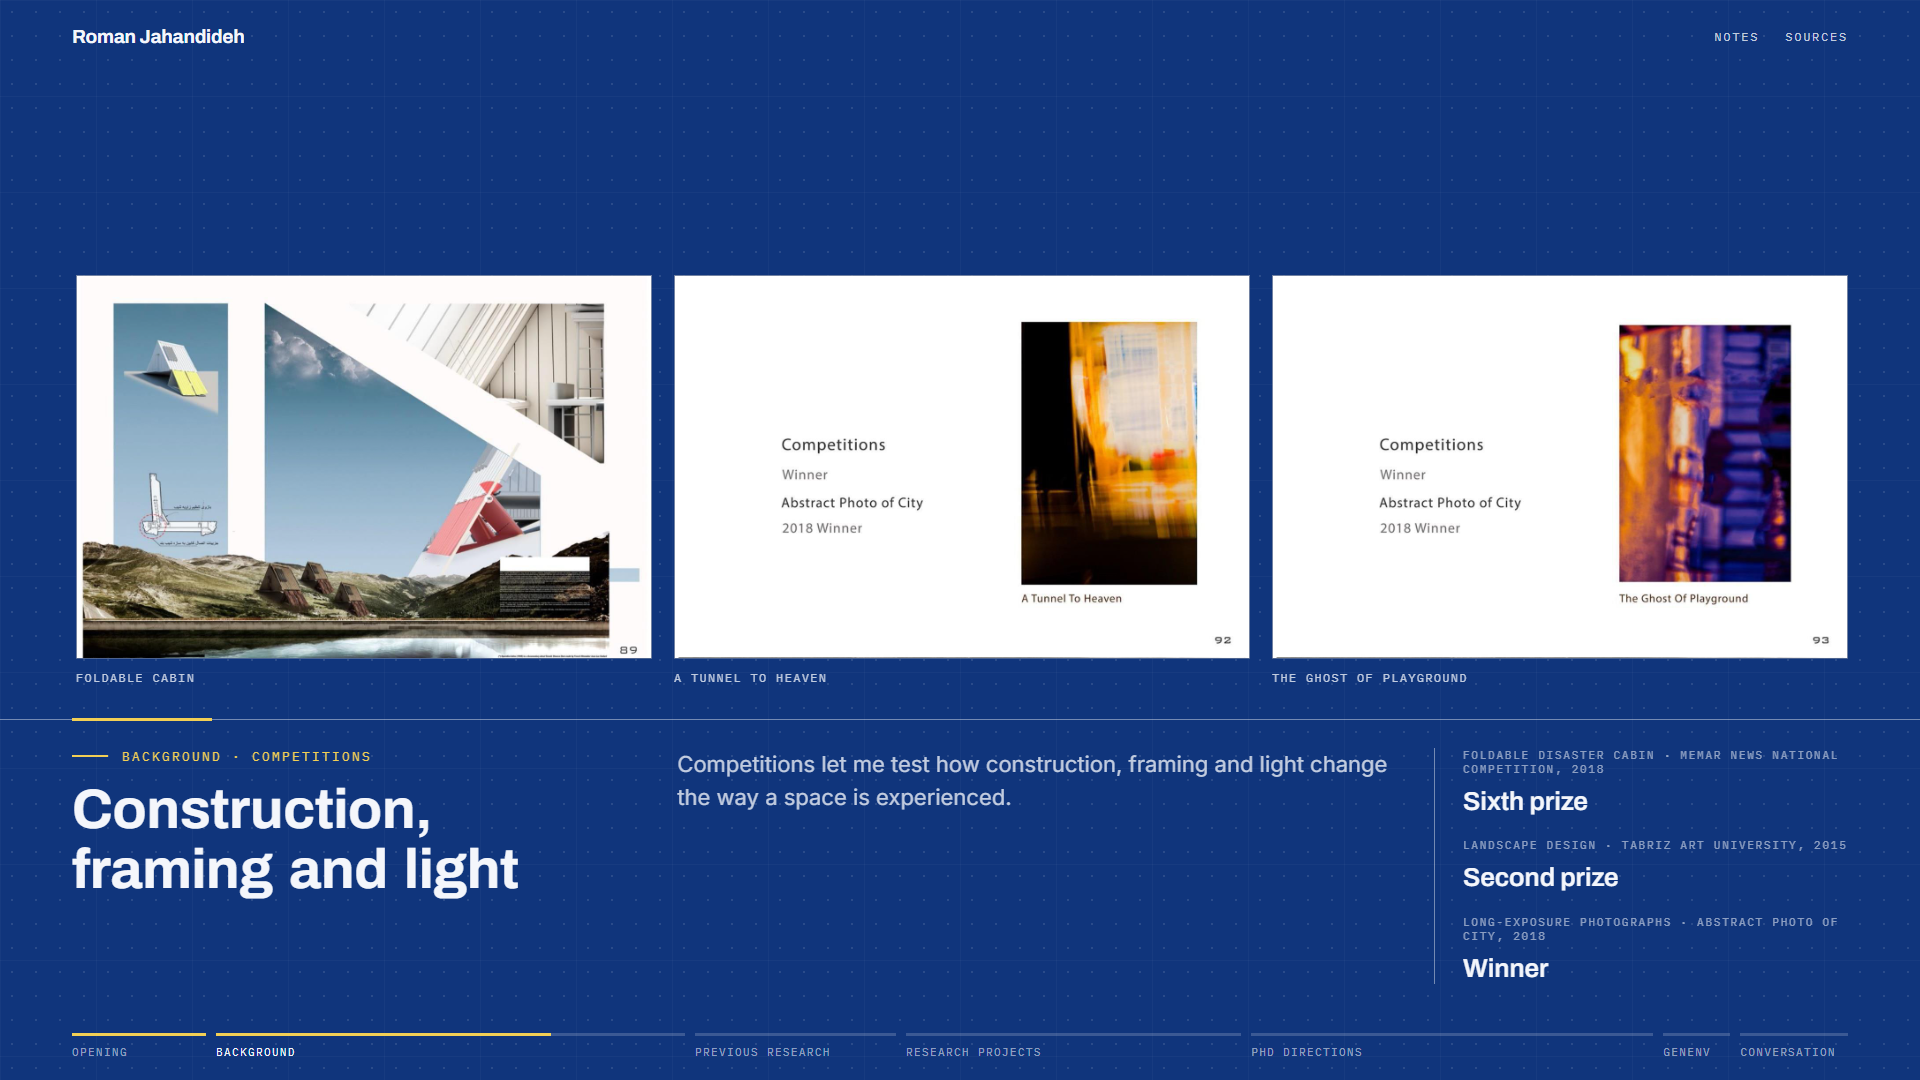 Roman Jahandideh
NOTES
SOURCES
89
Competitions
Winner
Abstract Photo of City
2018 Winner
A Tunnel To Heaven
92
Competitions
Winner
Abstract Photo of City
2018 Winner
The Ghost Of Playground
93
FOLDABLE CABIN
A TUNNEL TO HEAVEN
THE GHOST OF PLAYGROUND
BACKGROUND · COMPETITIONS
Construction,
framing and light
Competitions let me test how construction, framing and light change
the way a space is experienced.
FOLDABLE DISASTER CABIN · MEMAR NEWS NATIONAL
COMPETITION, 2018
Sixth prize
LANDSCAPE DESIGN · TABRIZ ART UNIVERSITY, 2015
Second prize
LONG-EXPOSURE PHOTOGRAPHS · ABSTRACT PHOTO OF
CITY, 2018
Winner
OPENING
BACKGROUND
PREVIOUS RESEARCH
RESEARCH PROJECTS
PHD DIRECTIONS
GENENV
CONVERSATION